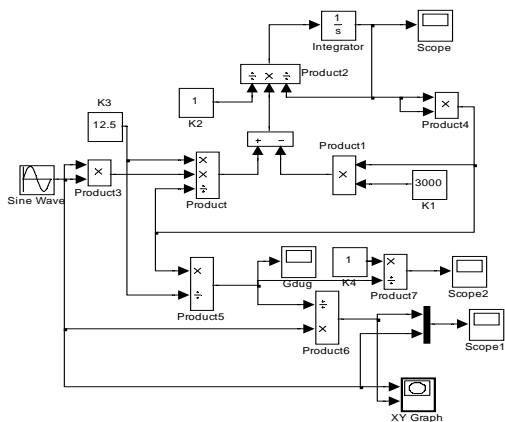 1
s
Integrator
Scope
÷ × ÷
Product2
K3
12.5
1
K2
×
Product4
+ −
Product1
×
Sine Wave
×
Product3
×
×
÷
Product
3000
K1
×
÷
Product5
Gdug
1
K4
×
÷
Product7
Scope2
÷
×
Product6
Scope1
XY Graph